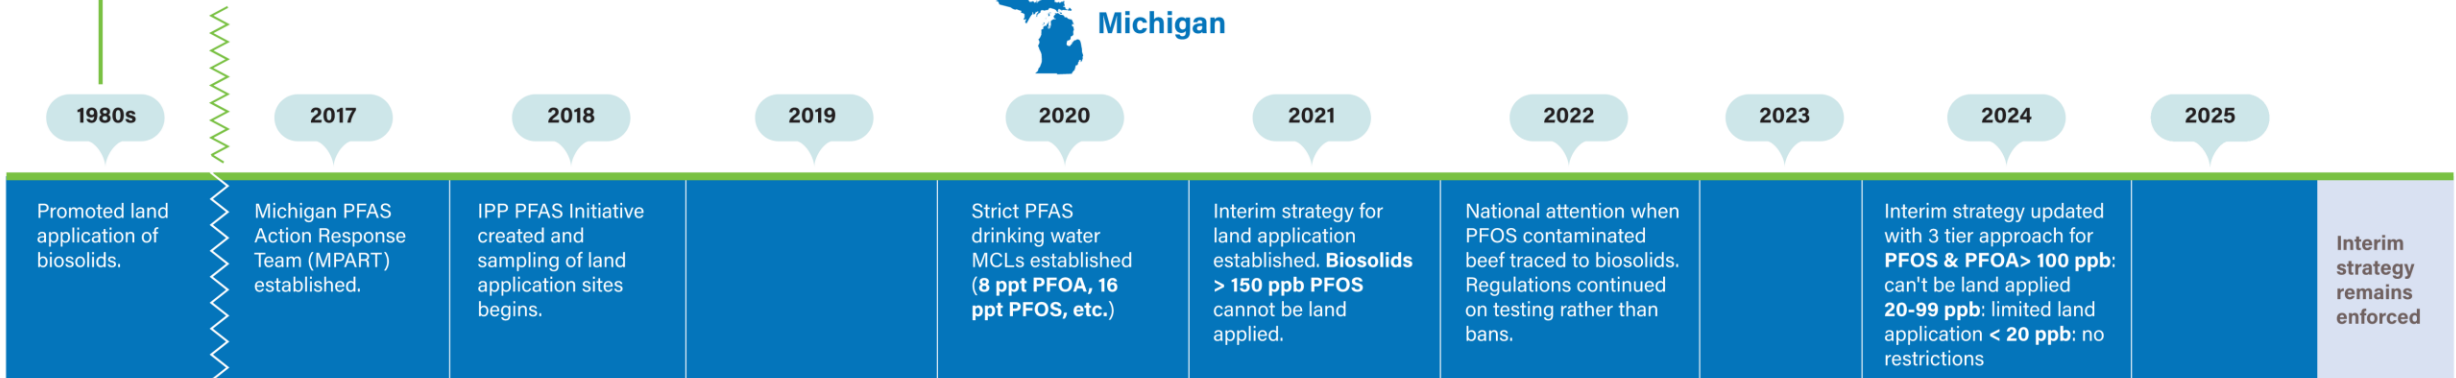 Michigan
1980s
2017
2018
2019
2020
2021
2022
2023
2024
2025
Promoted land
application of
biosolids.
Michigan PFAS
Action Response
Team (MPART)
established.
IPP PFAS Initiative
created and
sampling of land
application sites
begins.
Strict PFAS
drinking water
MCLs established
(8 ppt PFOA, 16
ppt PFOS, etc.)
Interim strategy for
land application
established. Biosolids
> 150 ppb PFOS
cannot be land
applied.
National attention when
PFOS contaminated
beef traced to biosolids.
Regulations continued
on testing rather than
bans.
Interim strategy updated
with 3 tier approach for
PFOS & PFOA> 100 ppb:
can't be land applied
20-99 ppb: limited land
application < 20 ppb: no
restrictions
Interim
strategy
remains
enforced